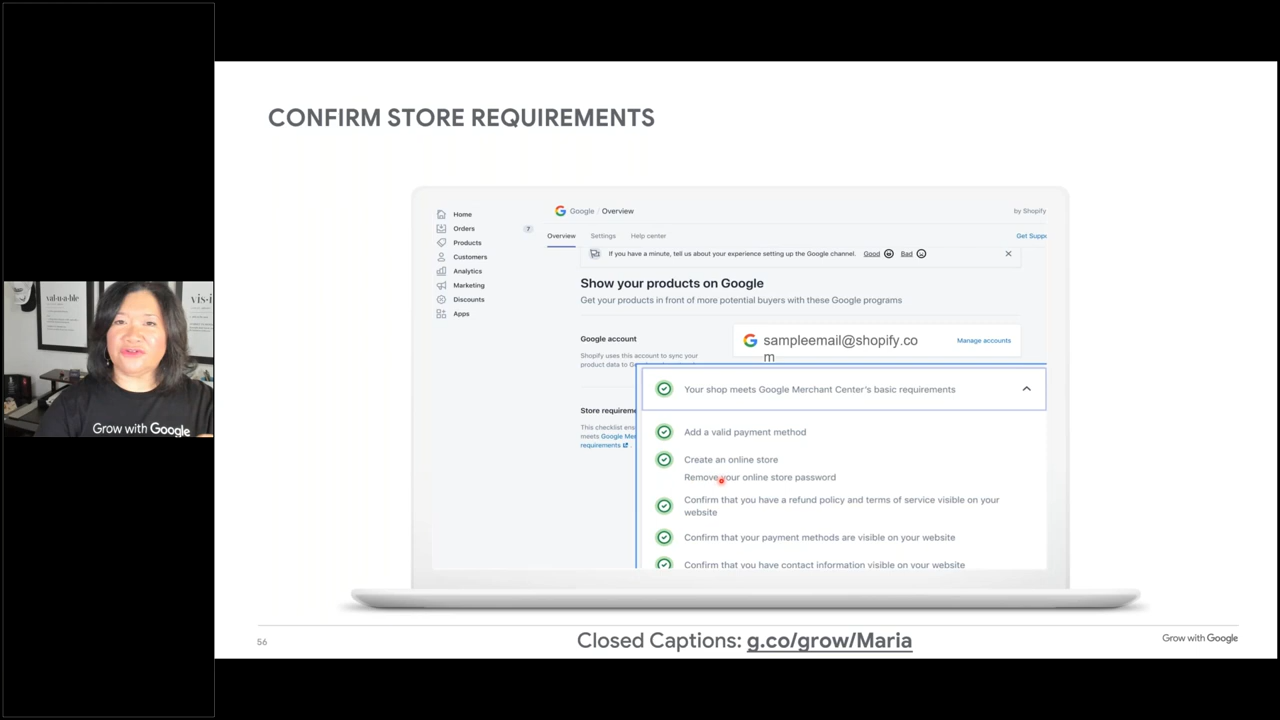 CONFIRM STORE REQUIREMENTS
Home
Orders
7
Products
Customers
Analytics
Marketing
Discounts
Apps
Google / Overview
by Shopify
Overview
Settings
Help center
Get Suppo
If you have a minute, tell us about your experience setting up the Google channel.
Good
Bad
Show your products on Google
Get your products in front of more potential buyers with these Google programs
Google account
Shopify uses this account to sync your
product data to G
sampleemail@shopify.co
m
Manage accounts
Store requireme
This checklist ens
meets Google Mer
requirements
Your shop meets Google Merchant Center's basic requirements
Add a valid payment method
Create an online store
Remove your online store password
Confirm that you have a refund policy and terms of service visible on your
website
Confirm that your payment methods are visible on your website
Confirm that you have contact information visible on your website
val·u·a·ble
vis·i
Grow with Google
56
Closed Captions: g.co/grow/Maria
Grow with Google